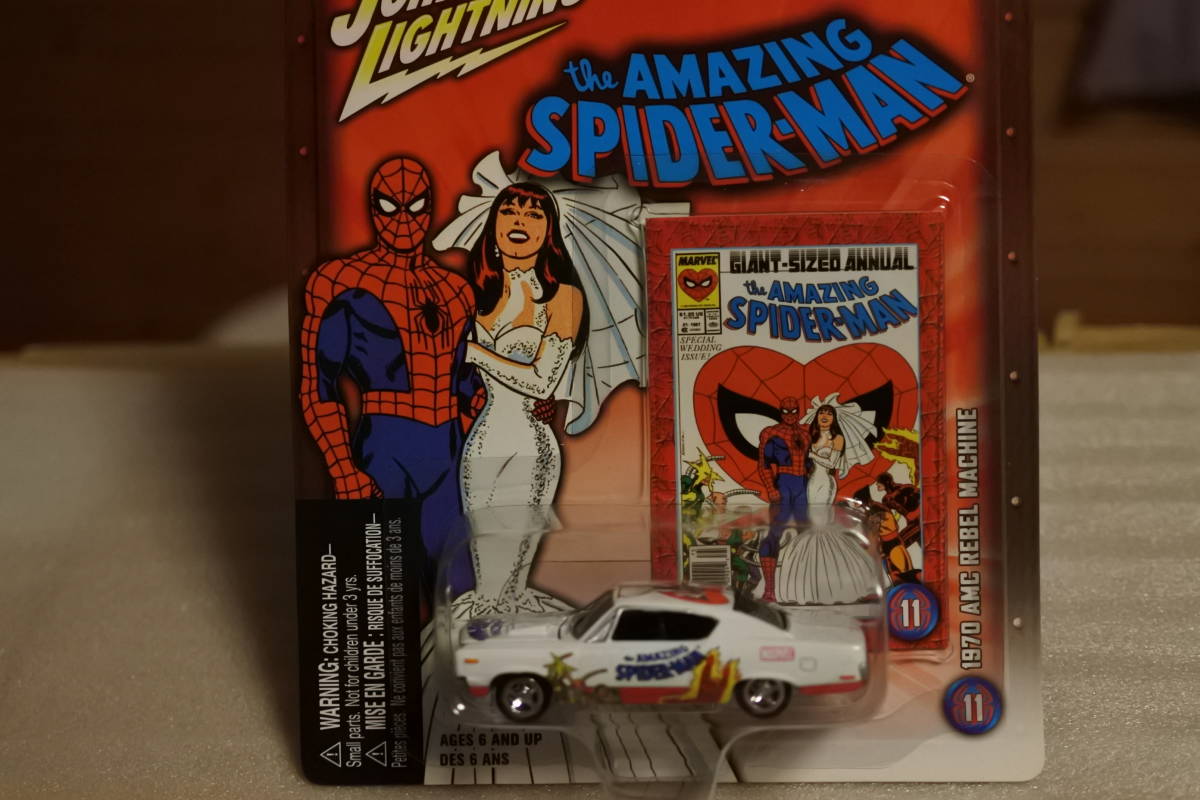 LIGHTNING
the AMAZING
SPIDER-MAN®
MARVEL
GIANT-SIZED ANNUAL
the AMAZING
SPIDER-MAN
SPECIAL
WEDDING
ISSUE!
11
1970 AMC REBEL MACHINE
11
the AMAZING
SPIDER-MAN
MARVEL
⚠ WARNING: CHOKING HAZARD–
Small parts. Not for children under 3 yrs.
⚠ MISE EN GARDE : RISQUE DE SUFFOCATION–
Petites pièces. Ne convient pas aux enfants de moins de 3 ans.
AGES 6 AND UP
DES 6 ANS